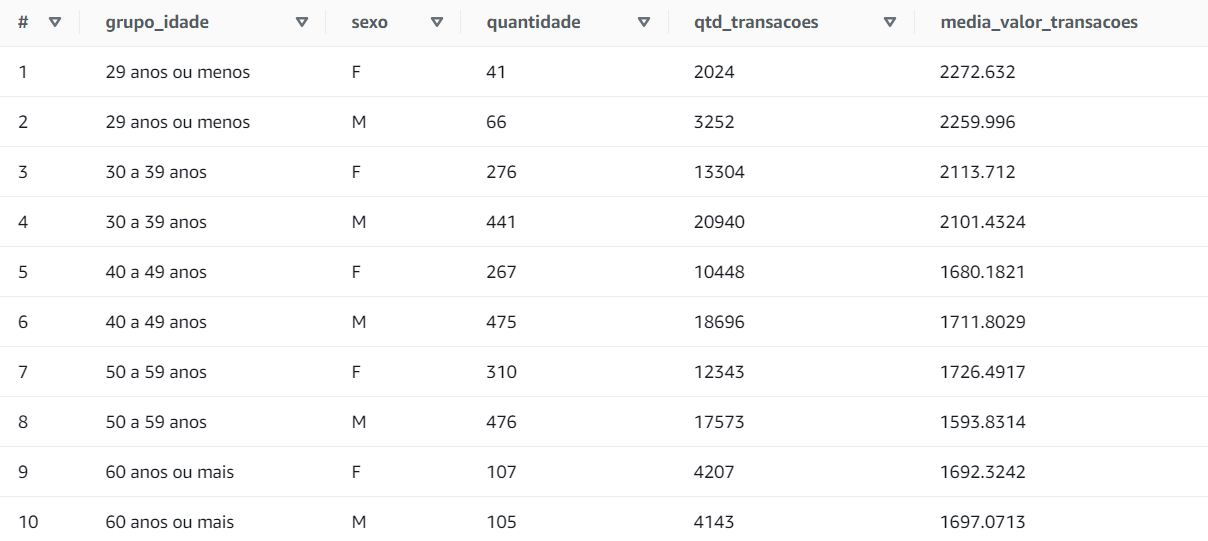 # grupo_idade sexo quantidade qtd_transacoes media_valor_transacoes
1 29 anos ou menos F 41 2024 2272.632
2 29 anos ou menos M 66 3252 2259.996
3 30 a 39 anos F 276 13304 2113.712
4 30 a 39 anos M 441 20940 2101.4324
5 40 a 49 anos F 267 10448 1680.1821
6 40 a 49 anos M 475 18696 1711.8029
7 50 a 59 anos F 310 12343 1726.4917
8 50 a 59 anos M 476 17573 1593.8314
9 60 anos ou mais F 107 4207 1692.3242
10 60 anos ou mais M 105 4143 1697.0713